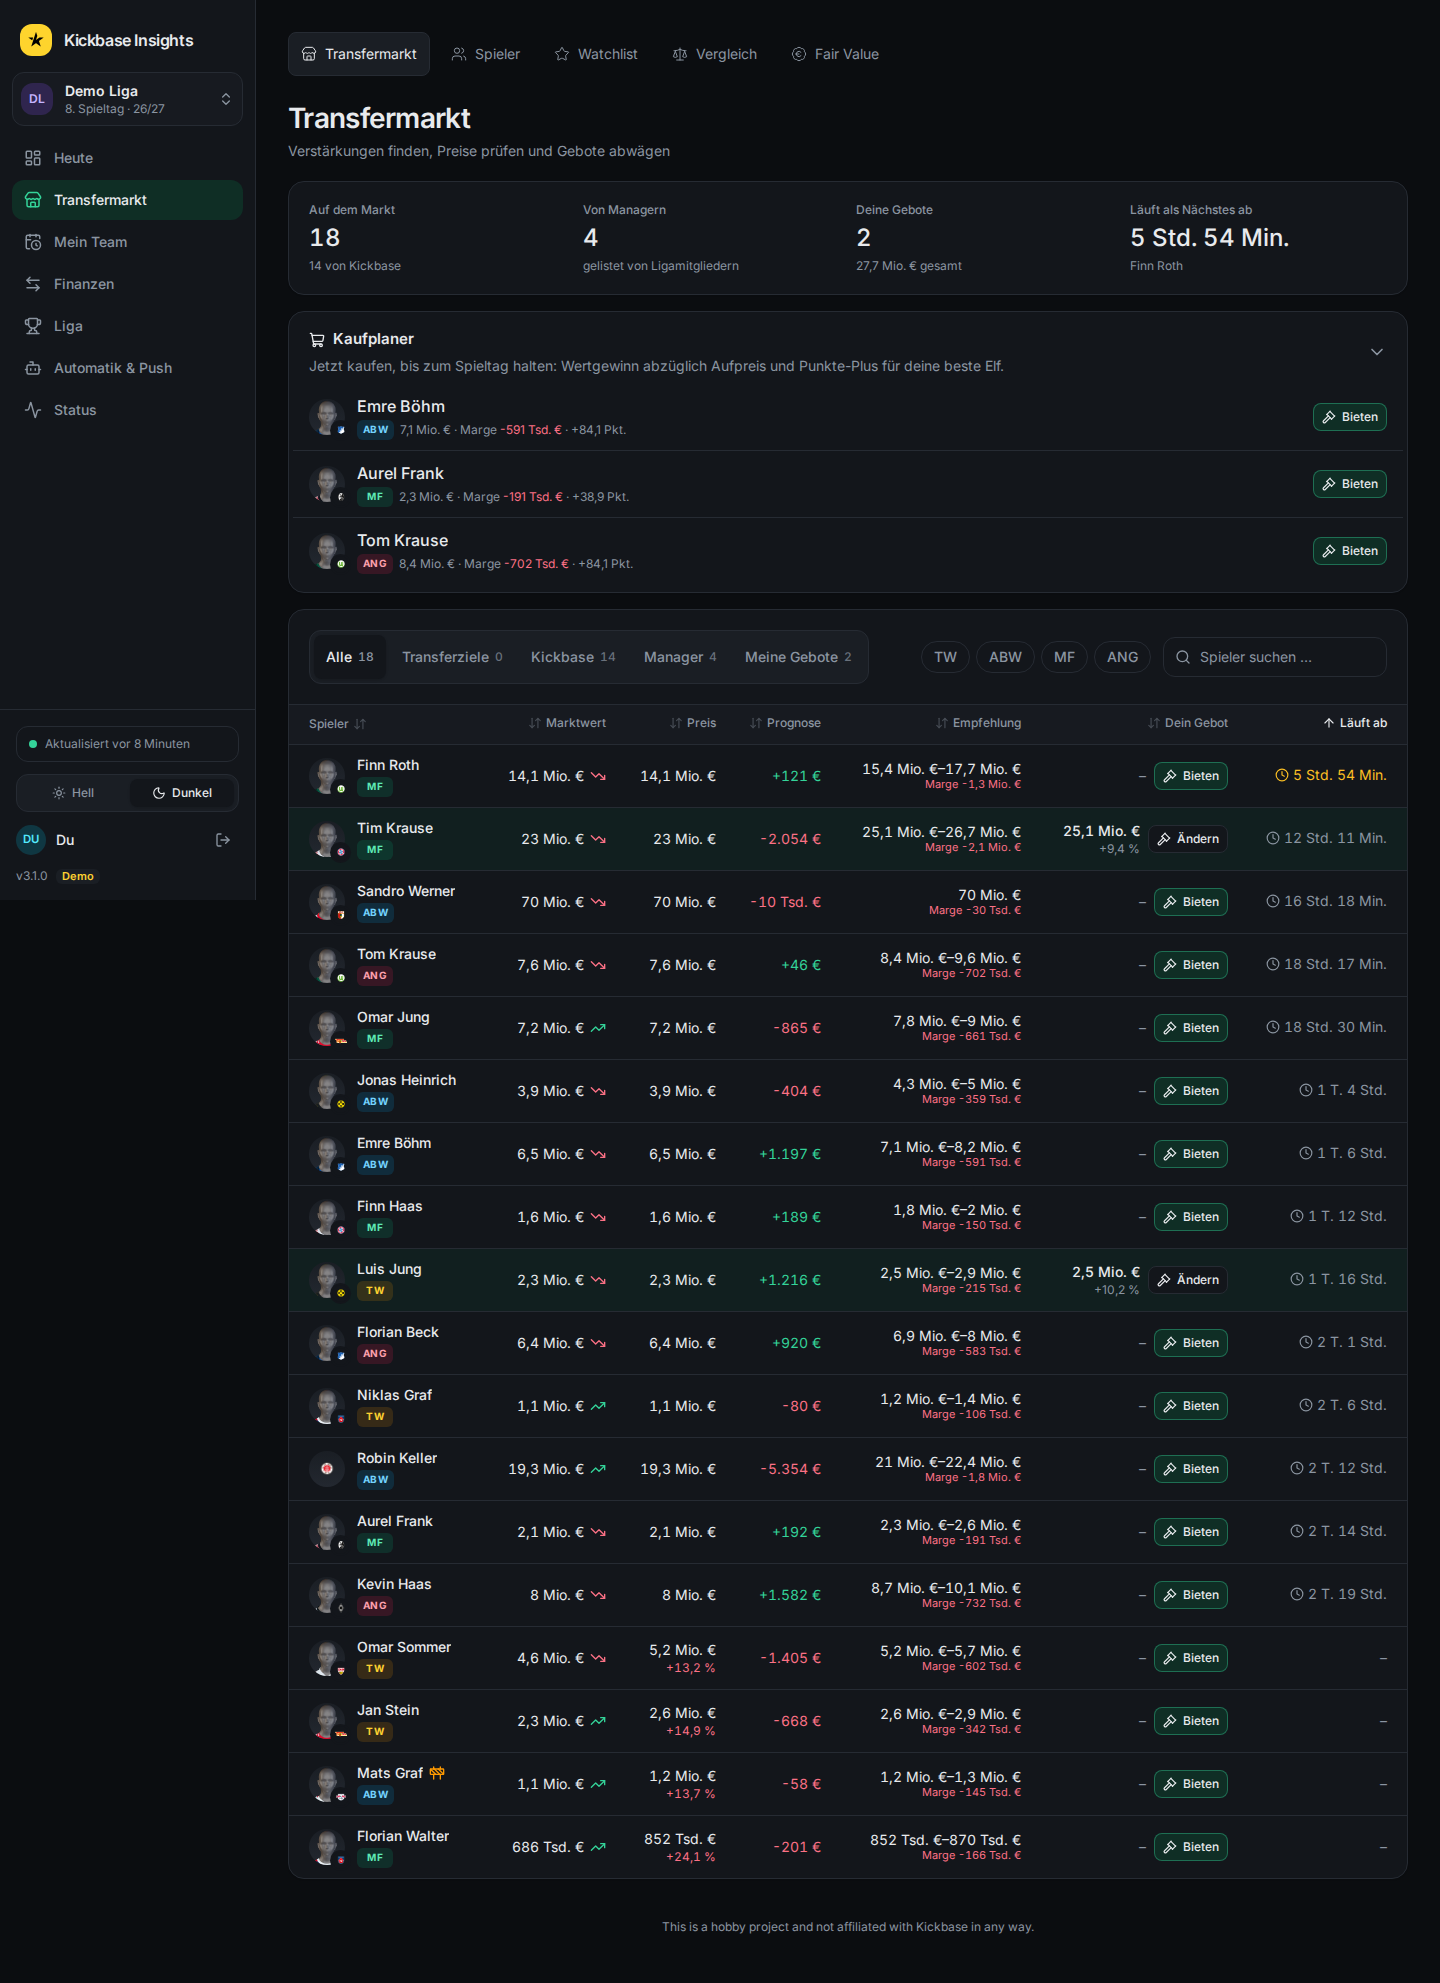 Kickbase Insights
DL
Demo Liga
8. Spieltag · 26/27
Heute
Transfermarkt
Mein Team
Finanzen
Liga
Automatik & Push
Status
Aktualisiert vor 8 Minuten
Hell
Dunkel
DU
Du
v3.1.0 Demo
Transfermarkt
Spieler
Watchlist
Vergleich
Fair Value
Transfermarkt
Verstärkungen finden, Preise prüfen und Gebote abwägen
Auf dem Markt
18
14 von Kickbase
Von Managern
4
gelistet von Ligamitgliedern
Deine Gebote
2
27,7 Mio. € gesamt
Läuft als Nächstes ab
5 Std. 54 Min.
Finn Roth
Kaufplaner
Jetzt kaufen, bis zum Spieltag halten: Wertgewinn abzüglich Aufpreis und Punkte-Plus für deine beste Elf.
Emre Böhm
ABW 7,1 Mio. € · Marge -591 Tsd. € · +84,1 Pkt.
Bieten
Aurel Frank
MF 2,3 Mio. € · Marge -191 Tsd. € · +38,9 Pkt.
Bieten
Tom Krause
ANG 8,4 Mio. € · Marge -702 Tsd. € · +84,1 Pkt.
Bieten
Alle 18 Transferziele 0 Kickbase 14 Manager 4 Meine Gebote 2
TW ABW MF ANG Spieler suchen ...
Spieler Marktwert Preis Prognose Empfehlung Dein Gebot Läuft ab
Finn Roth
MF
14,1 Mio. € 14,1 Mio. € +121 € 15,4 Mio. €–17,7 Mio. €
Marge -1,3 Mio. €
– Bieten 5 Std. 54 Min.
Tim Krause
MF
23 Mio. € 23 Mio. € -2.054 € 25,1 Mio. €–26,7 Mio. €
Marge -2,1 Mio. €
25,1 Mio. €
+9,4 %
Ändern 12 Std. 11 Min.
Sandro Werner
ABW
70 Mio. € 70 Mio. € -10 Tsd. € 70 Mio. €
Marge -30 Tsd. €
– Bieten 16 Std. 18 Min.
Tom Krause
ANG
7,6 Mio. € 7,6 Mio. € +46 € 8,4 Mio. €–9,6 Mio. €
Marge -702 Tsd. €
– Bieten 18 Std. 17 Min.
Omar Jung
MF
7,2 Mio. € 7,2 Mio. € -865 € 7,8 Mio. €–9 Mio. €
Marge -661 Tsd. €
– Bieten 18 Std. 30 Min.
Jonas Heinrich
ABW
3,9 Mio. € 3,9 Mio. € -404 € 4,3 Mio. €–5 Mio. €
Marge -359 Tsd. €
– Bieten 1 T. 4 Std.
Emre Böhm
ABW
6,5 Mio. € 6,5 Mio. € +1.197 € 7,1 Mio. €–8,2 Mio. €
Marge -591 Tsd. €
– Bieten 1 T. 6 Std.
Finn Haas
MF
1,6 Mio. € 1,6 Mio. € +189 € 1,8 Mio. €–2 Mio. €
Marge -150 Tsd. €
– Bieten 1 T. 12 Std.
Luis Jung
TW
2,3 Mio. € 2,3 Mio. € +1.216 € 2,5 Mio. €–2,9 Mio. €
Marge -215 Tsd. €
2,5 Mio. €
+10,2 %
Ändern 1 T. 16 Std.
Florian Beck
ANG
6,4 Mio. € 6,4 Mio. € +920 € 6,9 Mio. €–8 Mio. €
Marge -583 Tsd. €
– Bieten 2 T. 1 Std.
Niklas Graf
TW
1,1 Mio. € 1,1 Mio. € -80 € 1,2 Mio. €–1,4 Mio. €
Marge -106 Tsd. €
– Bieten 2 T. 6 Std.
Robin Keller
ABW
19,3 Mio. € 19,3 Mio. € -5.354 € 21 Mio. €–22,4 Mio. €
Marge -1,8 Mio. €
– Bieten 2 T. 12 Std.
Aurel Frank
MF
2,1 Mio. € 2,1 Mio. € +192 € 2,3 Mio. €–2,6 Mio. €
Marge -191 Tsd. €
– Bieten 2 T. 14 Std.
Kevin Haas
ANG
8 Mio. € 8 Mio. € +1.582 € 8,7 Mio. €–10,1 Mio. €
Marge -732 Tsd. €
– Bieten 2 T. 19 Std.
Omar Sommer
TW
4,6 Mio. € 5,2 Mio. €
+13,2 %
-1.405 € 5,2 Mio. €–5,7 Mio. €
Marge -602 Tsd. €
– Bieten –
Jan Stein
TW
2,3 Mio. € 2,6 Mio. €
+14,9 %
-668 € 2,6 Mio. €–2,9 Mio. €
Marge -342 Tsd. €
– Bieten –
Mats Graf
ABW
1,1 Mio. € 1,2 Mio. €
+13,7 %
-58 € 1,2 Mio. €–1,3 Mio. €
Marge -145 Tsd. €
– Bieten –
Florian Walter
MF
686 Tsd. € 852 Tsd. €
+24,1 %
-201 € 852 Tsd. €–870 Tsd. €
Marge -166 Tsd. €
– Bieten –
This is a hobby project and not affiliated with Kickbase in any way.